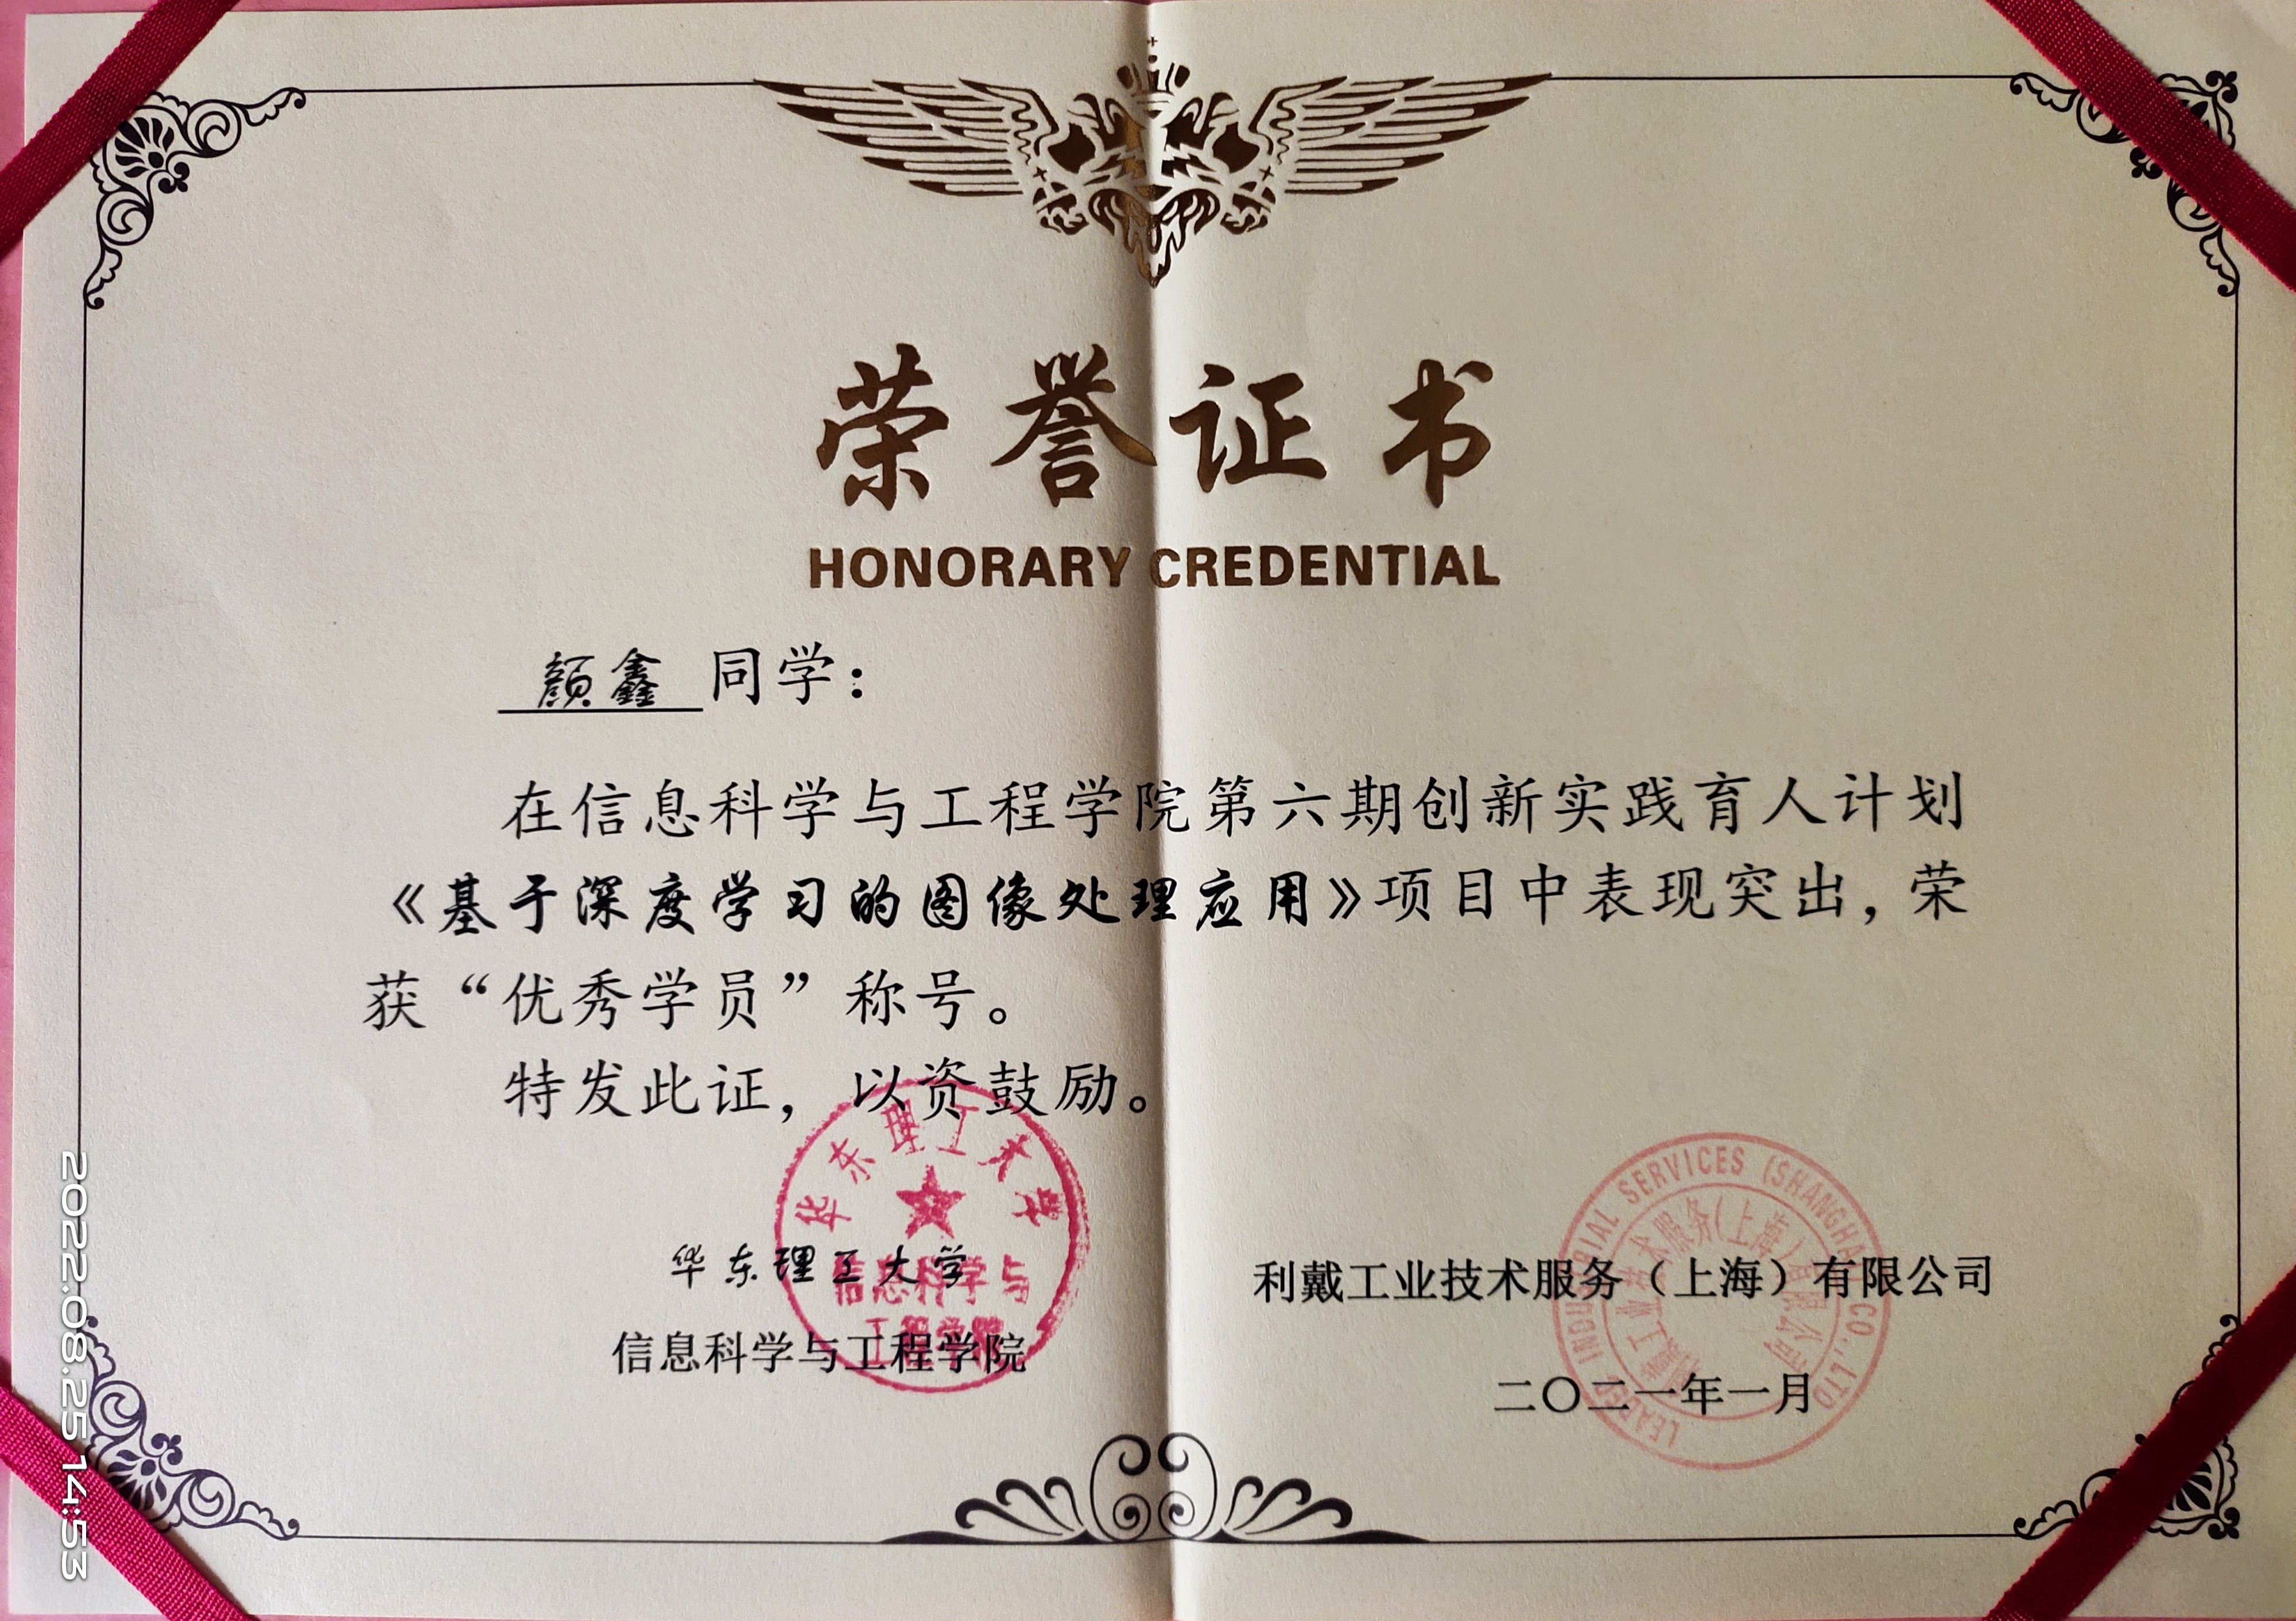 荣誉证书
HONORARY CREDENTIAL
颜鑫 同学：
在信息科学与工程学院第六期创新实践育人计划
《基于深度学习的图像处理应用》项目中表现突出，荣
获“优秀学员”称号。
特发此证，以资鼓励。
华东理工大学
信息科学与工程学院
华东理工大学
信息科学与
工程学院
利戴工业技术服务（上海）有限公司
二〇二一年一月
LEADEC INDUSTRIAL SERVICES (SHANGHAI) CO.,LTD
利戴工业技术服务(上海)有限公司
2022.08.25 14:53